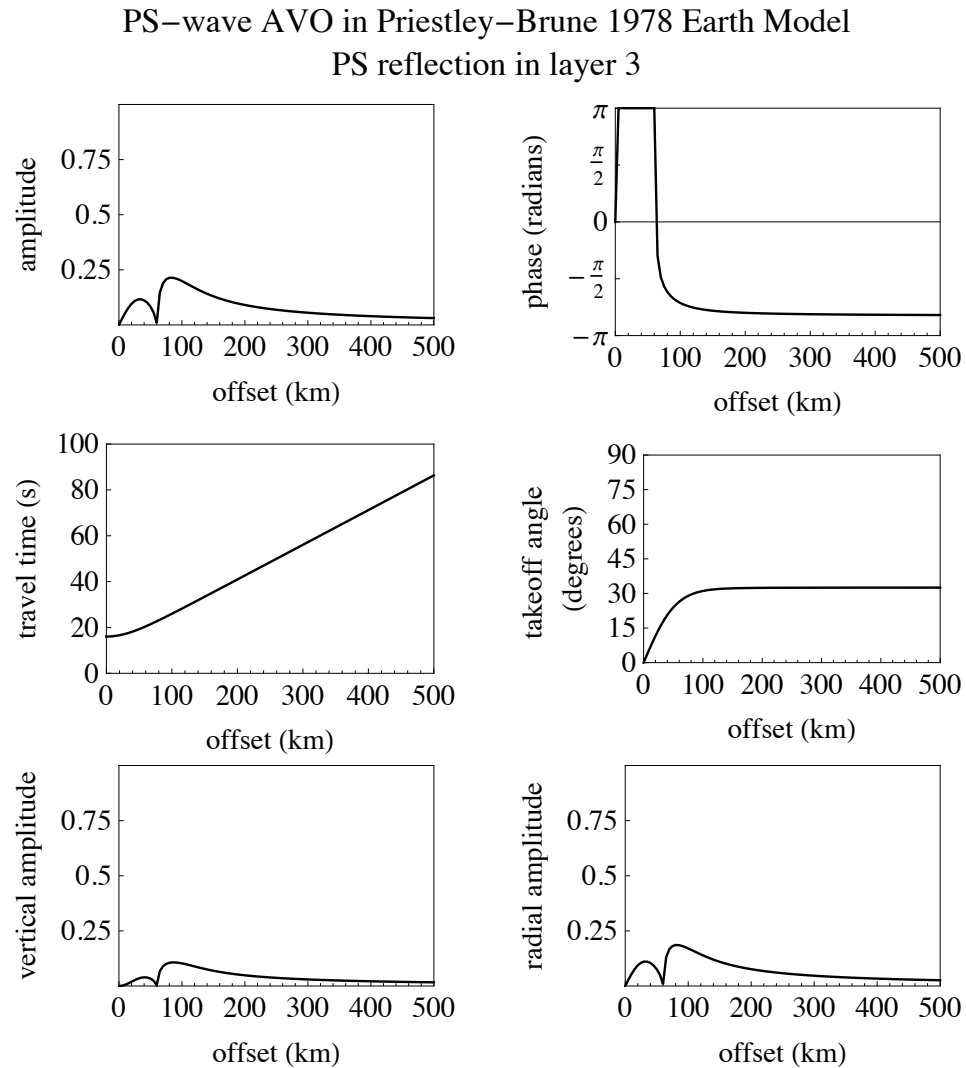 PS−wave AVO in Priestley−Brune 1978 Earth Model
PS reflection in layer 3
amplitude
0.75
0.5
0.25
0 100 200 300 400 500
offset (km)
phase (radians)
π
π/2
0
−π/2
−π
0 100 200 300 400 500
offset (km)
travel time (s)
100
80
60
40
20
0
0 100 200 300 400 500
offset (km)
takeoff angle
(degrees)
90
75
60
45
30
15
0
0 100 200 300 400 500
offset (km)
vertical amplitude
0.75
0.5
0.25
0 100 200 300 400 500
offset (km)
radial amplitude
0.75
0.5
0.25
0 100 200 300 400 500
offset (km)